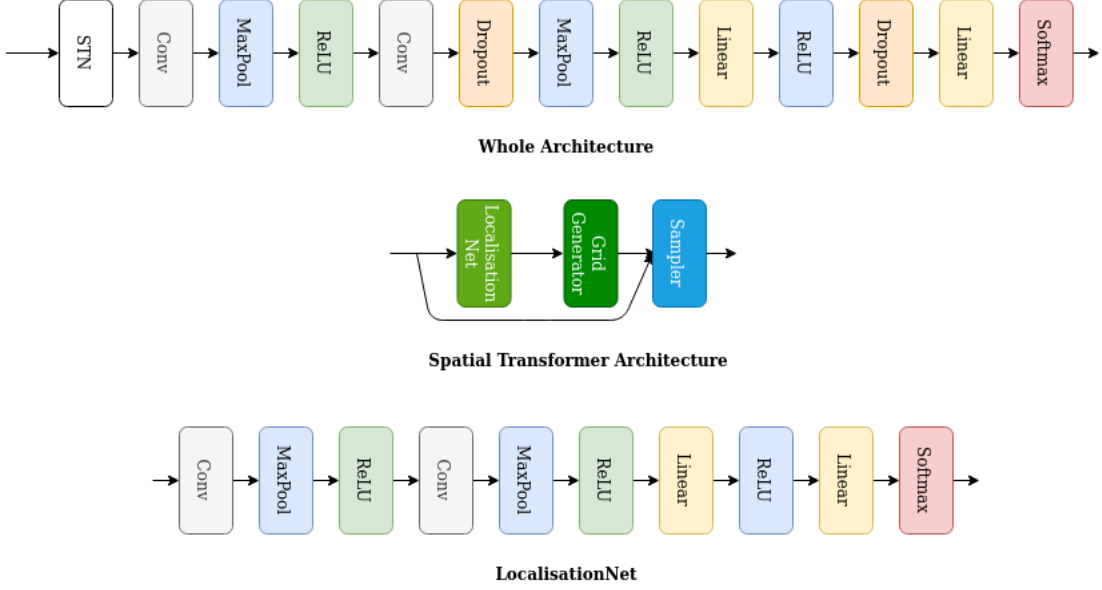 STN
Conv
MaxPool
ReLU
Conv
Dropout
MaxPool
ReLU
Linear
ReLU
Dropout
Linear
Softmax
Whole Architecture
Localisation
Net
Grid
Generator
Sampler
Spatial Transformer Architecture
Conv
MaxPool
ReLU
Conv
MaxPool
ReLU
Linear
ReLU
Linear
Softmax
LocalisationNet